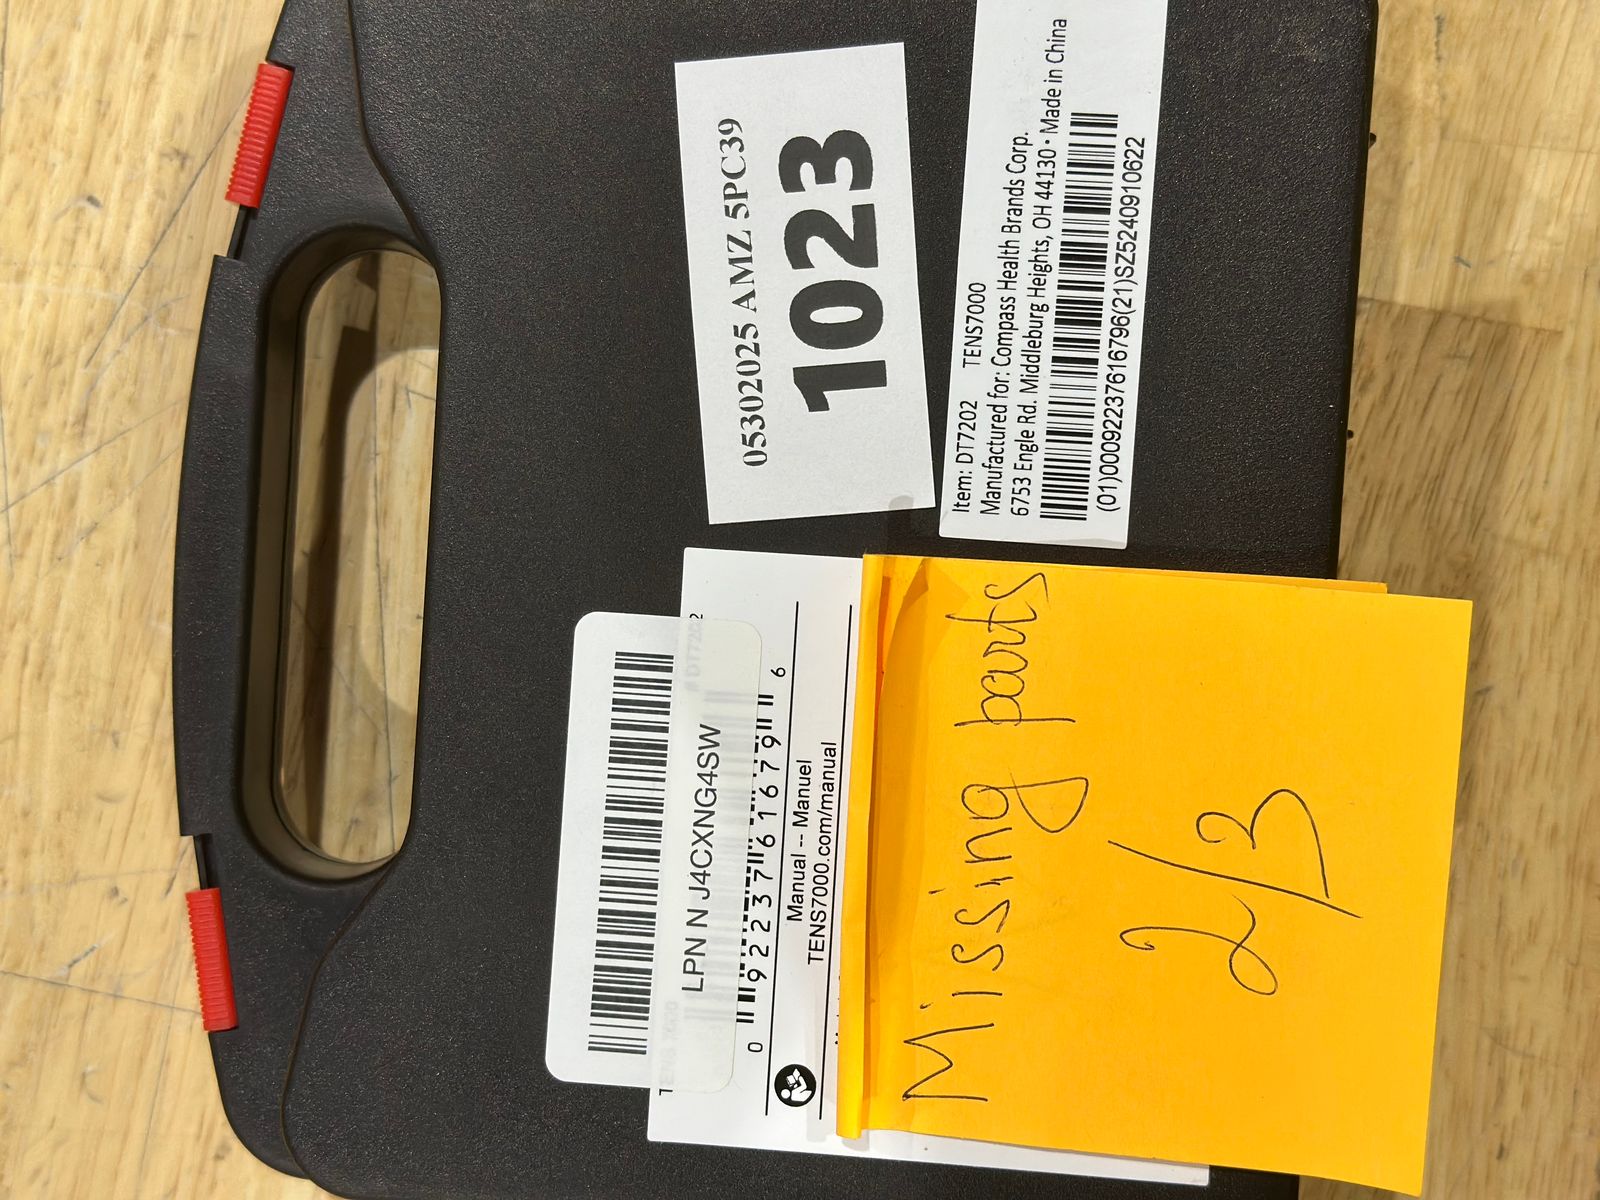 05302025 AMZ 5PC39
1023
Item: DT7202 TENS7000
Manufactured for: Compass Health Brands Corp.
6753 Engle Rd. Middleburg Heights, OH 44130 • Made in China
(01)00092237616796(21)SZ5240910622
LPN N J4CXNG4SW
0 92237 61679 6
Manual -- Manuel
TENS7000.com/manual
Missing parts
2/3